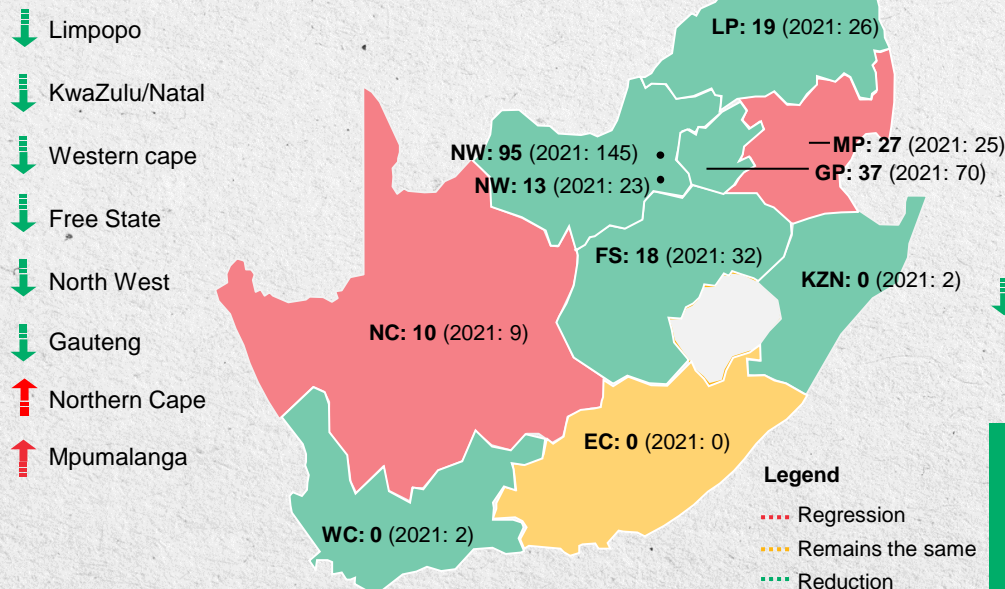 Limpopo
KwaZulu/Natal
Western cape
Free State
North West
Gauteng
Northern Cape
Mpumalanga
LP: 19 (2021: 26)
NW: 95 (2021: 145)
MP: 27 (2021: 25)
GP: 37 (2021: 70)
NW: 13 (2021: 23)
FS: 18 (2021: 32)
KZN: 0 (2021: 2)
NC: 10 (2021: 9)
EC: 0 (2021: 0)
WC: 0 (2021: 2)
Legend
Regression
Remains the same
Reduction